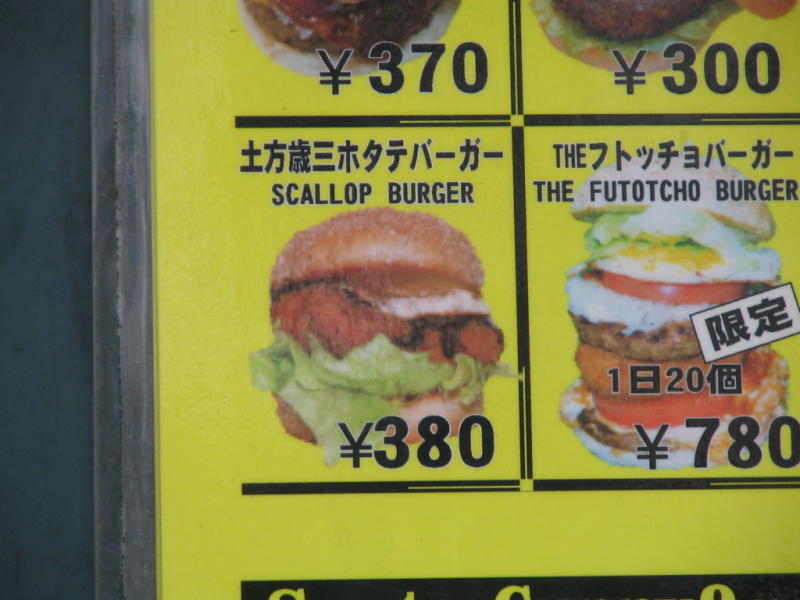 ¥370
¥300
土方歳三ホタテバーガー
SCALLOP BURGER
THEフトッチョバーガー
THE FUTOTCHO BURGER
限定
1日20個
¥380
¥780